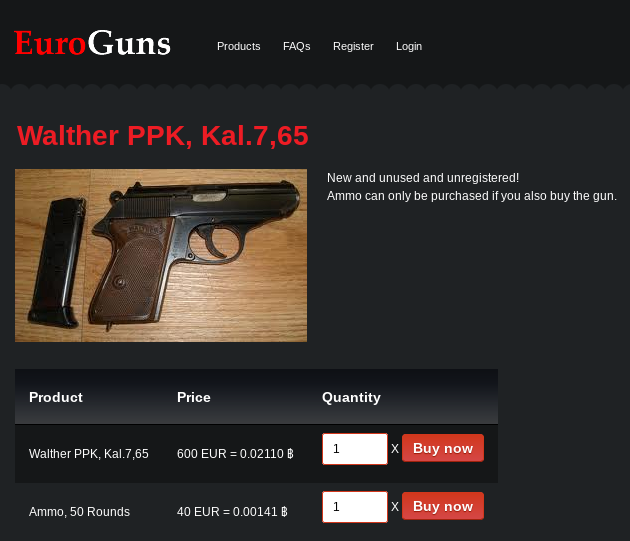 EuroGuns
Products FAQs Register Login
Walther PPK, Kal.7,65
New and unused and unregistered!
Ammo can only be purchased if you also buy the gun.
Product Price Quantity
Walther PPK, Kal.7,65 600 EUR = 0.02110 ฿ 1 X Buy now
Ammo, 50 Rounds 40 EUR = 0.00141 ฿ 1 X Buy now